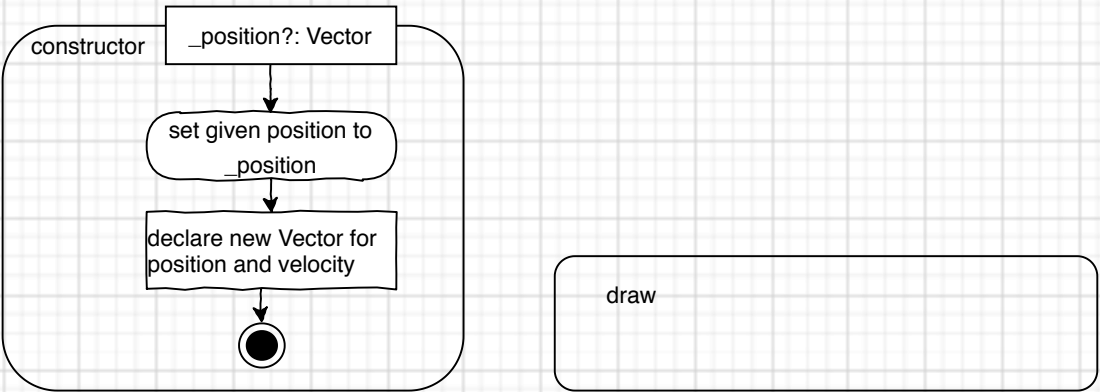 constructor
_position?: Vector
set given position to
_position
declare new Vector for
position and velocity
draw